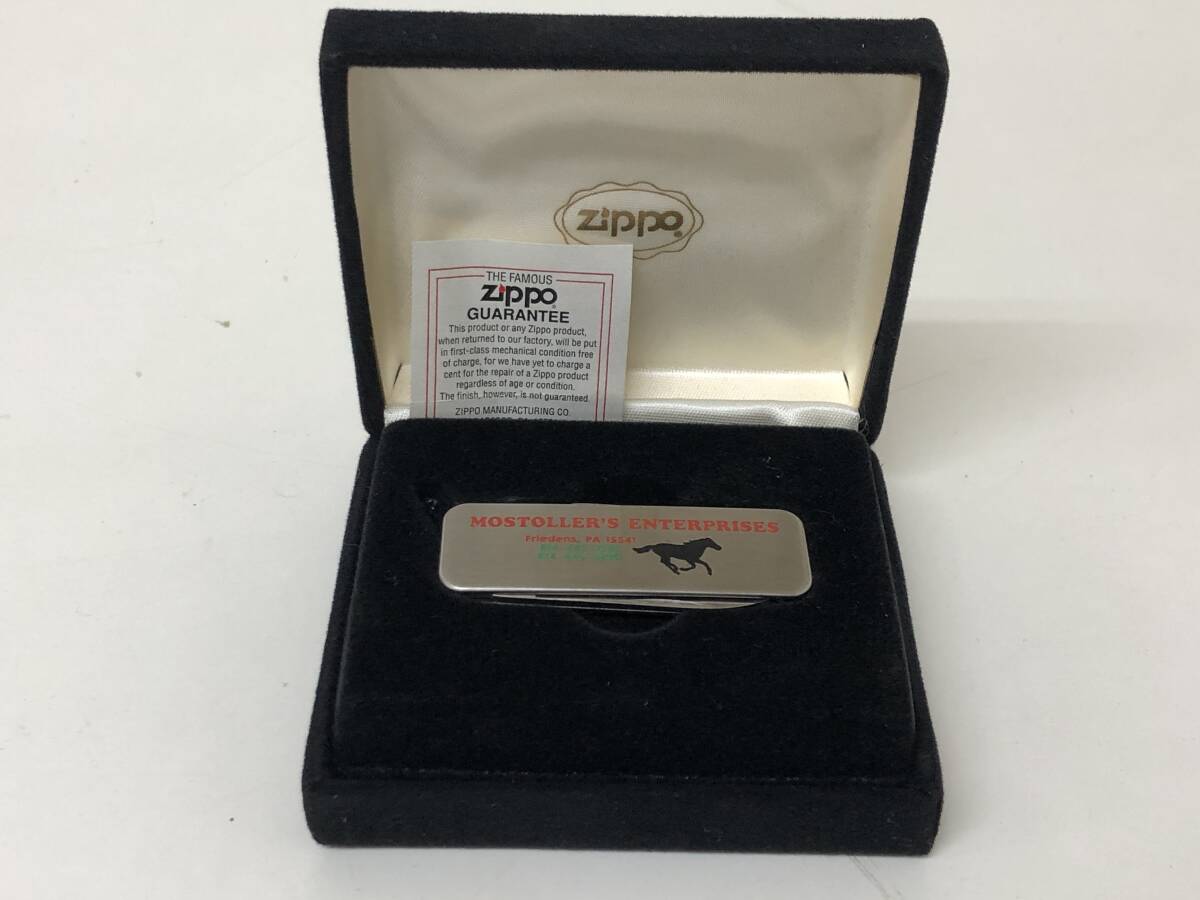 Zippo
THE FAMOUS
Zippo
GUARANTEE
This product or any Zippo product,
when returned to our factory, will be put
in first-class mechanical condition free
of charge, for we have yet to charge a
cent for the repair of a Zippo product
regardless of age or condition.
The finish, however, is not guaranteed.
ZIPPO MANUFACTURING CO.
MOSTOLLER'S ENTERPRISES
Friedens, PA 15541